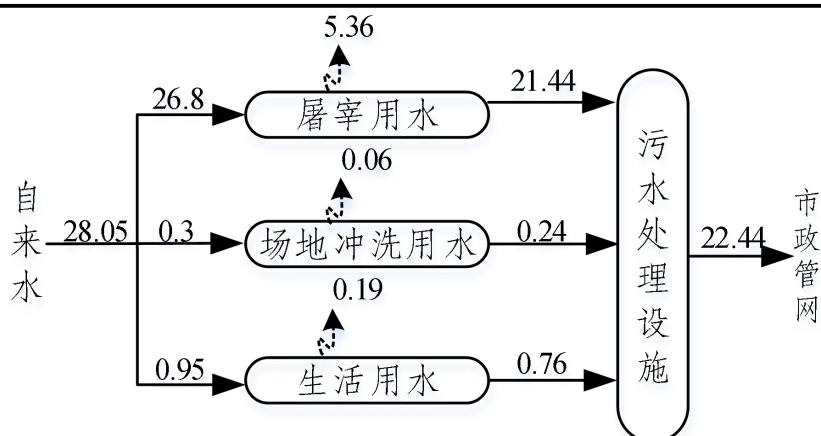 5.36
26.8
屠宰用水
21.44
0.06
自来水
28.05
0.3
场地冲洗用水
0.24
污水处理设施
22.44
市政管网
0.19
0.95
生活用水
0.76